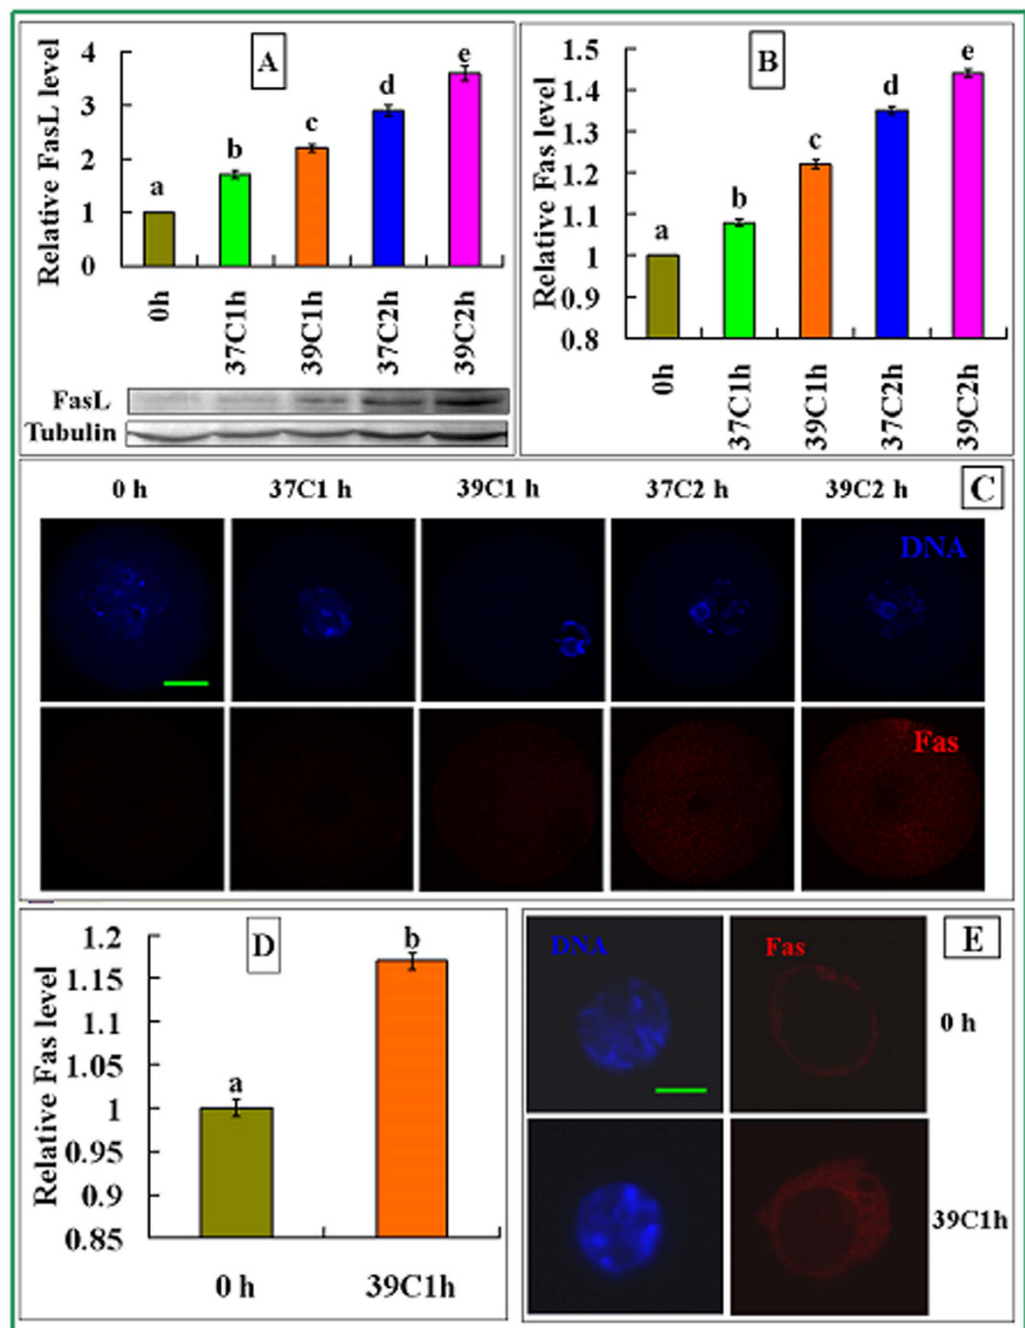 A
Relative FasL level
4
3
2
1
0
a
b
c
d
e
0h
37C1h
39C1h
37C2h
39C2h
FasL
Tubulin
B
Relative Fas level
1.5
1.4
1.3
1.2
1.1
1
0.9
0.8
a
b
c
d
e
0h
37C1h
39C1h
37C2h
39C2h
0 h
37C1 h
39C1 h
37C2 h
39C2 h
C
DNA
Fas
D
Relative Fas level
1.2
1.15
1.1
1.05
1
0.95
0.9
0.85
a
b
0 h
39C1h
DNA
Fas
E
0 h
39C1h